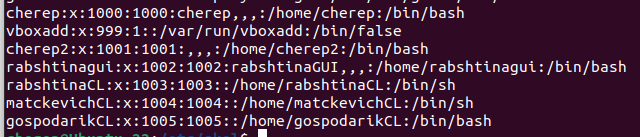 cherep:x:1000:1000:cherep,,,:/home/cherep:/bin/bash
vboxadd:x:999:1::/var/run/vboxadd:/bin/false
cherep2:x:1001:1001:,,,:/home/cherep2:/bin/bash
rabshtinagui:x:1002:1002:rabshtinaGUI,,,:/home/rabshtinagui:/bin/bash
rabshtinaCL:x:1003:1003::/home/rabshtinaCL:/bin/sh
matckevichCL:x:1004:1004::/home/matckevichCL:/bin/sh
gospodarikCL:x:1005:1005::/home/gospodarikCL:/bin/bash